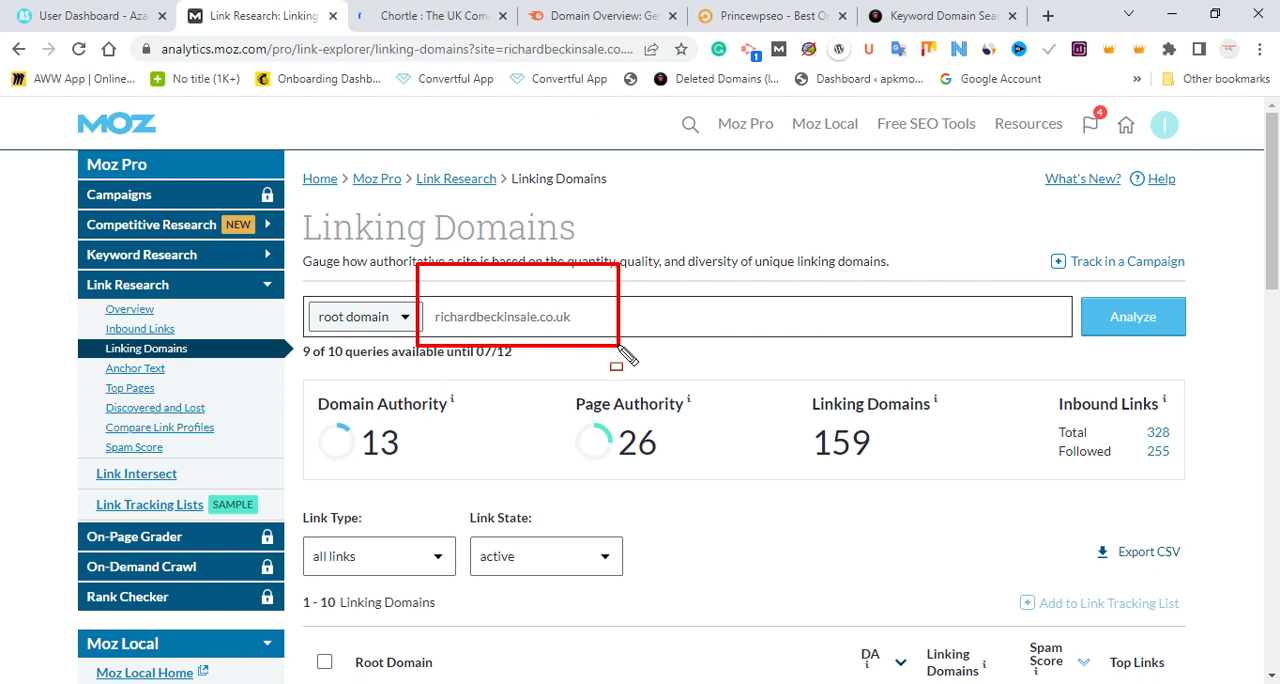 User Dashboard - Aza
Link Research: Linking
Chortle : The UK Com
Domain Overview: Ge
Princewpseo - Best O
Keyword Domain Sea
analytics.moz.com/pro/link-explorer/linking-domains?site=richardbeckinsale.co....
AWW App | Online...
No title (1K+)
Onboarding Dashb...
Convertful App
Convertful App
Deleted Domains (I...
Dashboard ‹ apkmo...
Google Account
»
Other bookmarks
MOZ
Moz Pro
Moz Local
Free SEO Tools
Resources
4
I
Moz Pro
Campaigns
Competitive Research NEW
Keyword Research
Link Research
Overview
Inbound Links
Linking Domains
Anchor Text
Top Pages
Discovered and Lost
Compare Link Profiles
Spam Score
Link Intersect
Link Tracking Lists SAMPLE
On-Page Grader
On-Demand Crawl
Rank Checker
Moz Local
Moz Local Home
Home > Moz Pro > Link Research > Linking Domains
What's New? ? Help
Linking Domains
Gauge how authoritative a site is based on the quantity, quality, and diversity of unique linking domains.
Track in a Campaign
root domain
richardbeckinsale.co.uk
Analyze
9 of 10 queries available until 07/12
Domain Authority i
13
Page Authority i
26
Linking Domains i
159
Inbound Links i
Total 328
Followed 255
Link Type:
all links
Link State:
active
Export CSV
1 - 10 Linking Domains
Add to Link Tracking List
Root Domain
DA i
Linking Domains i
Spam Score i
Top Links